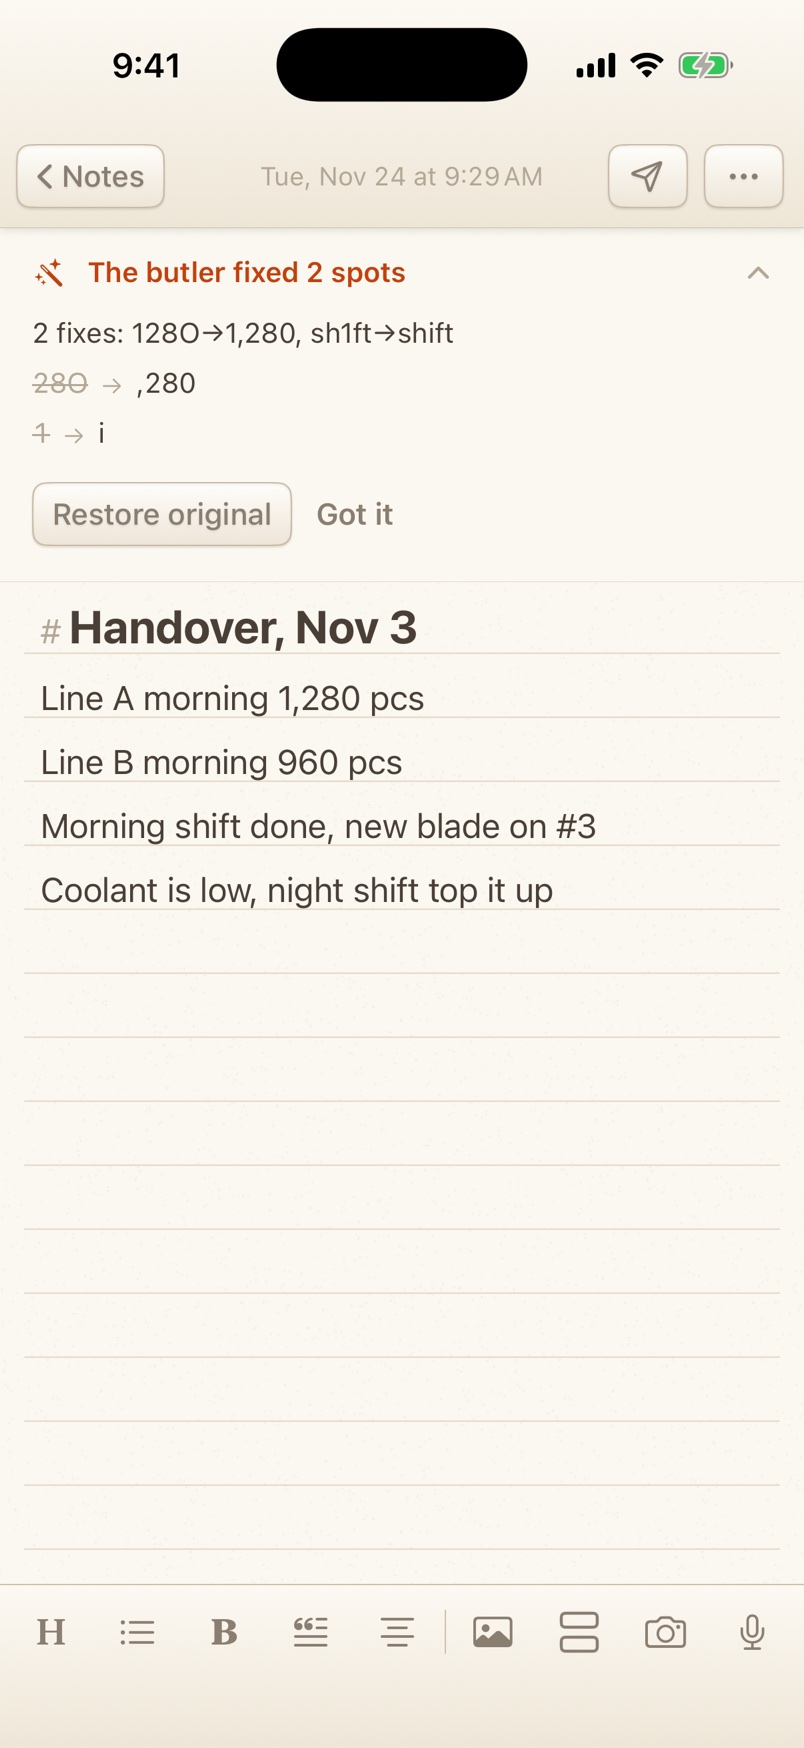 9:41
Notes
Tue, Nov 24 at 9:29 AM
The butler fixed 2 spots
2 fixes: 128O→1,280, sh1ft→shift
28O → ,280
1 → i
Restore original
Got it
# Handover, Nov 3
Line A morning 1,280 pcs
Line B morning 960 pcs
Morning shift done, new blade on #3
Coolant is low, night shift top it up
H
B